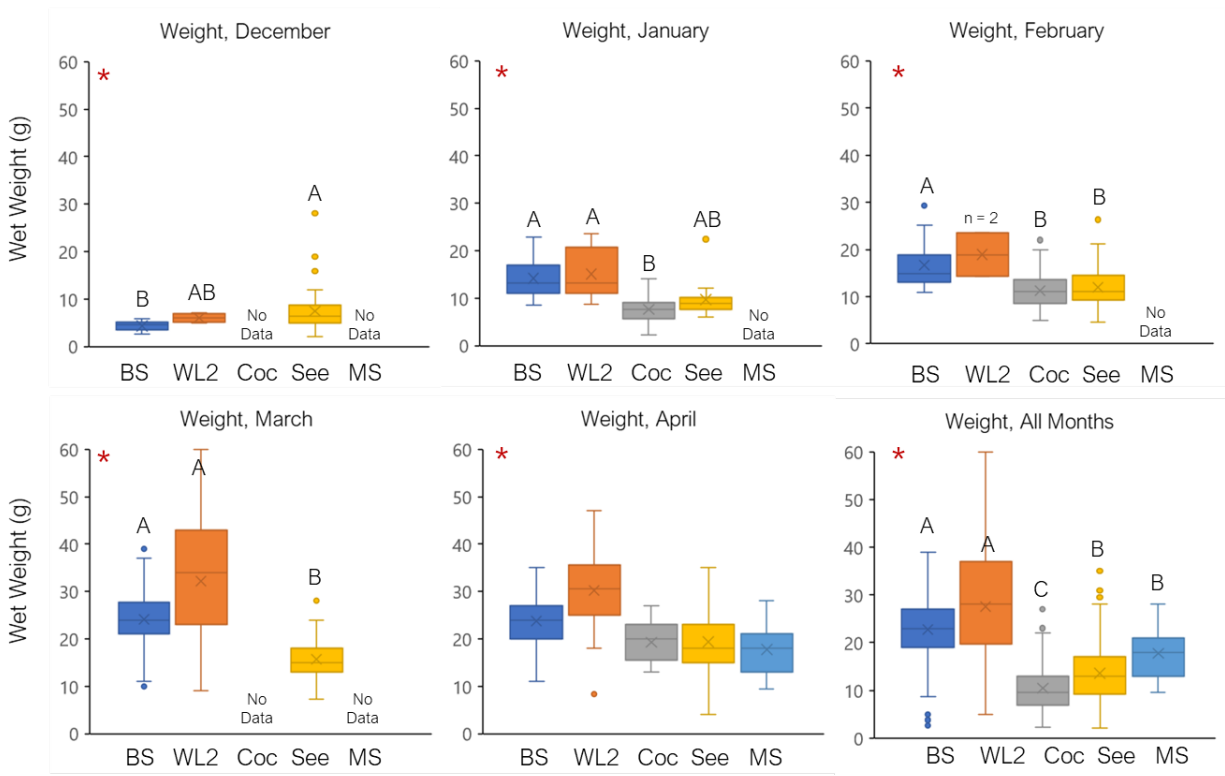 Weight, December
Weight, January
Weight, February
Wet Weight (g)
60
50
40
30
20
10
0
*
B
AB
No
Data
A
No
Data
BS WL2 Coc See MS
60
50
40
30
20
10
0
*
A
A
B
AB
No
Data
BS WL2 Coc See MS
60
50
40
30
20
10
0
*
A
n = 2
B
B
No
Data
BS WL2 Coc See MS
Weight, March
Weight, April
Weight, All Months
Wet Weight (g)
60
50
40
30
20
10
0
*
A
A
No
Data
B
No
Data
BS WL2 Coc See MS
60
50
40
30
20
10
0
*
BS WL2 Coc See MS
60
50
40
30
20
10
0
*
A
A
C
B
B
BS WL2 Coc See MS